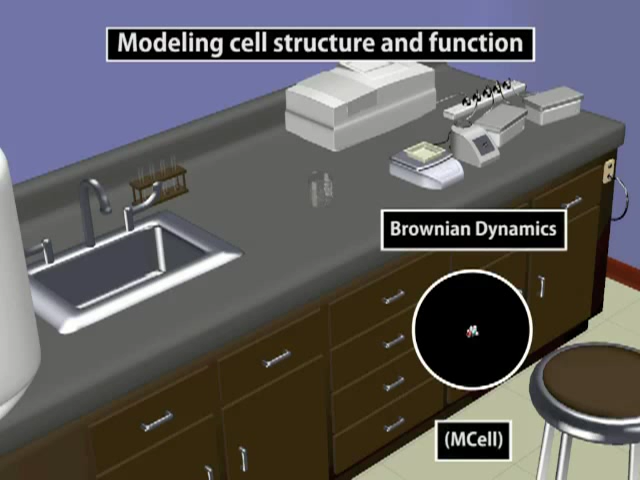 Modeling cell structure and function
Brownian Dynamics
(MCell)